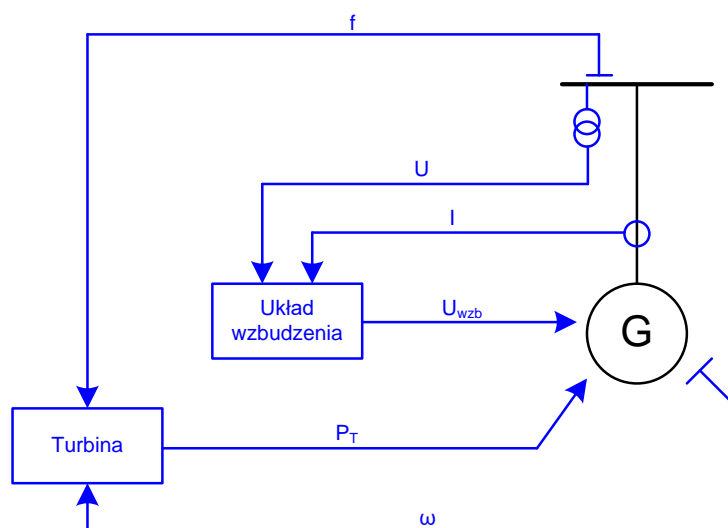 f
U
I
Układ
wzbudzenia
Uwzb
G
Turbina
PT
ω